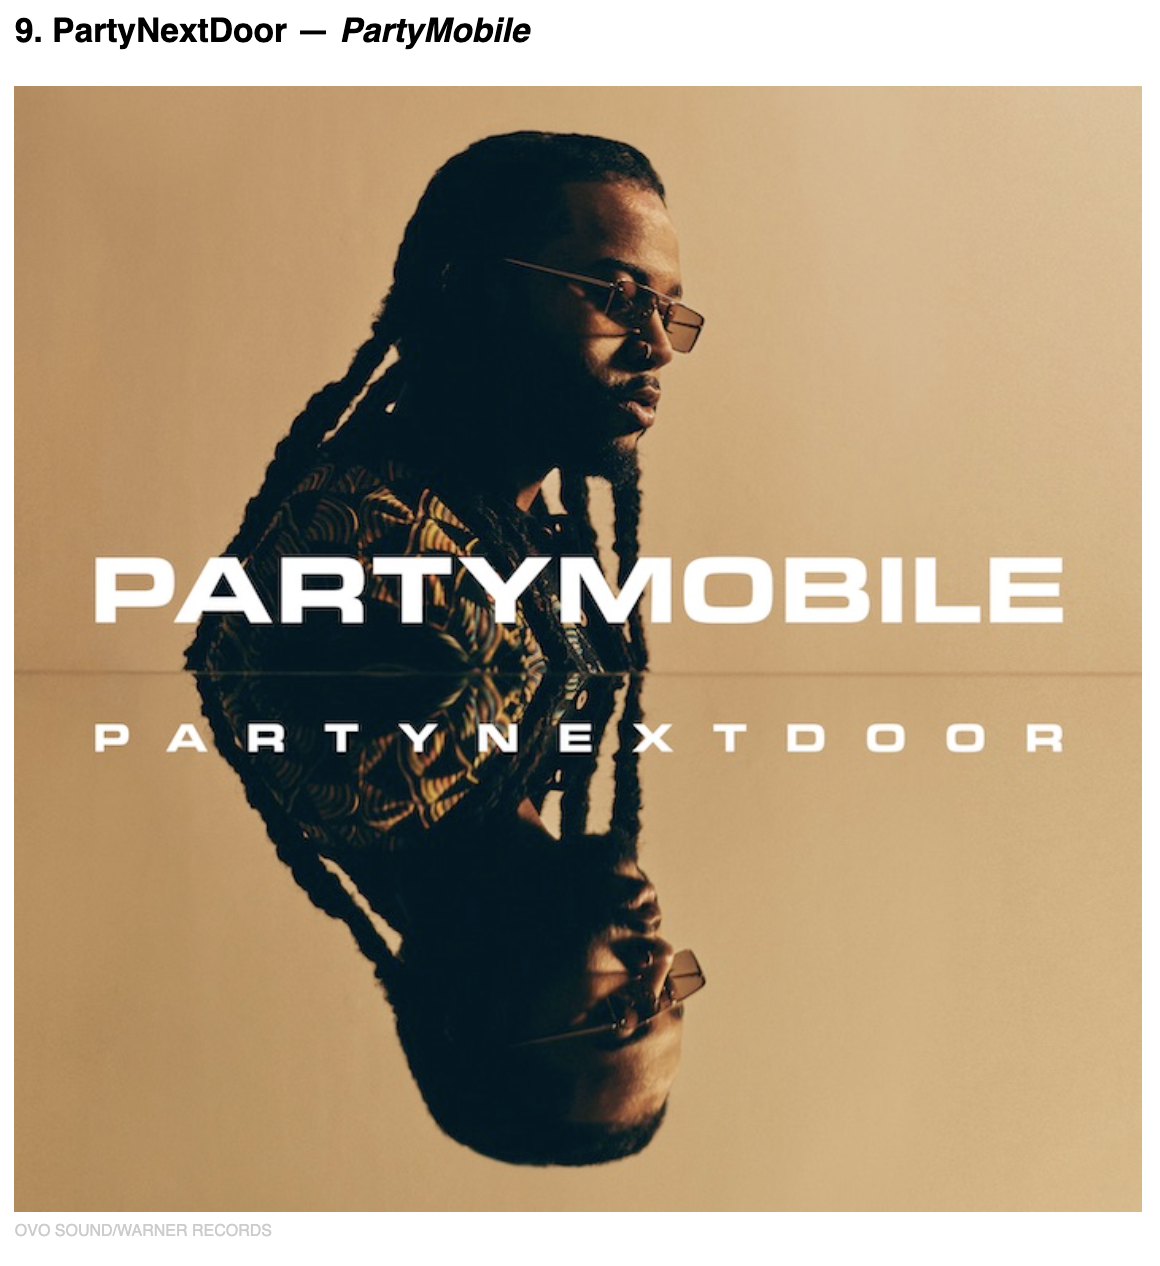 9. PartyNextDoor — PartyMobile
PARTYMOBILE
PARTYNEXTDOOR
OVO SOUND/WARNER RECORDS